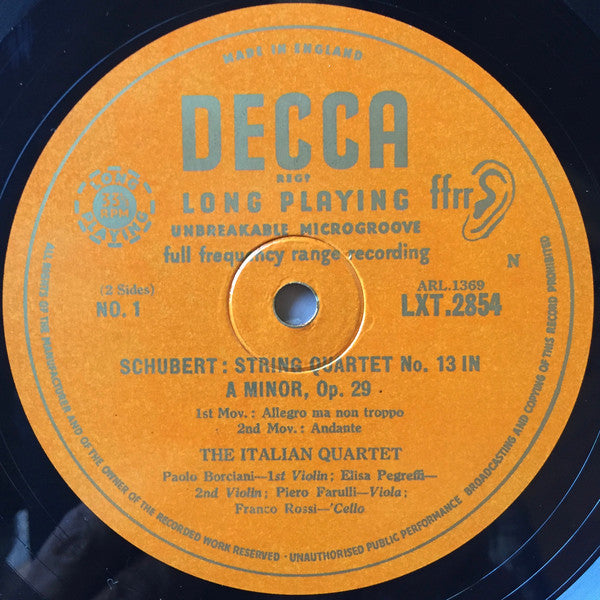 MADE IN ENGLAND
DECCA
REGD
LONG PLAYING
ffrr
UNBREAKABLE MICROGROOVE
full frequency range recording
LONG PLAYING
33⅓
(2 Sides)
NO. 1
N
ARL.1369
LXT.2854
SCHUBERT : STRING QUARTET No. 13 IN
A MINOR, Op. 29
1st Mov. : Allegro ma non troppo
2nd Mov. : Andante
THE ITALIAN QUARTET
Paolo Borciani—1st Violin; Elisa Pegreffi—
2nd Violin; Piero Farulli—Viola;
Franco Rossi—'Cello
ALL RIGHTS OF THE MANUFACTURER AND OF THE OWNER OF THE RECORDED WORK RESERVED · UNAUTHORISED PUBLIC PERFORMANCE BROADCASTING AND COPYING OF THIS RECORD PROHIBITED